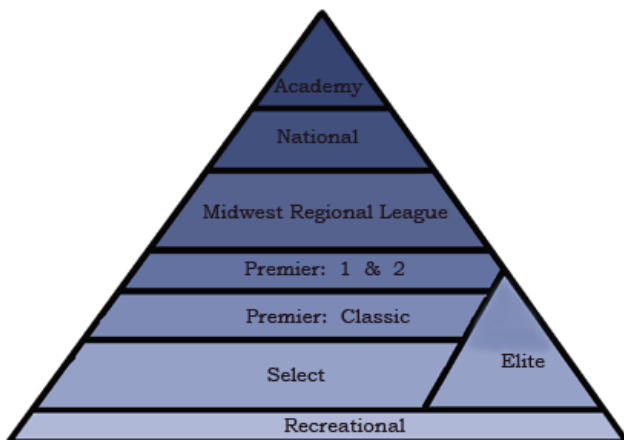 Academy
National
Midwest Regional League
Premier: 1 & 2
Premier: Classic
Select
Elite
Recreational